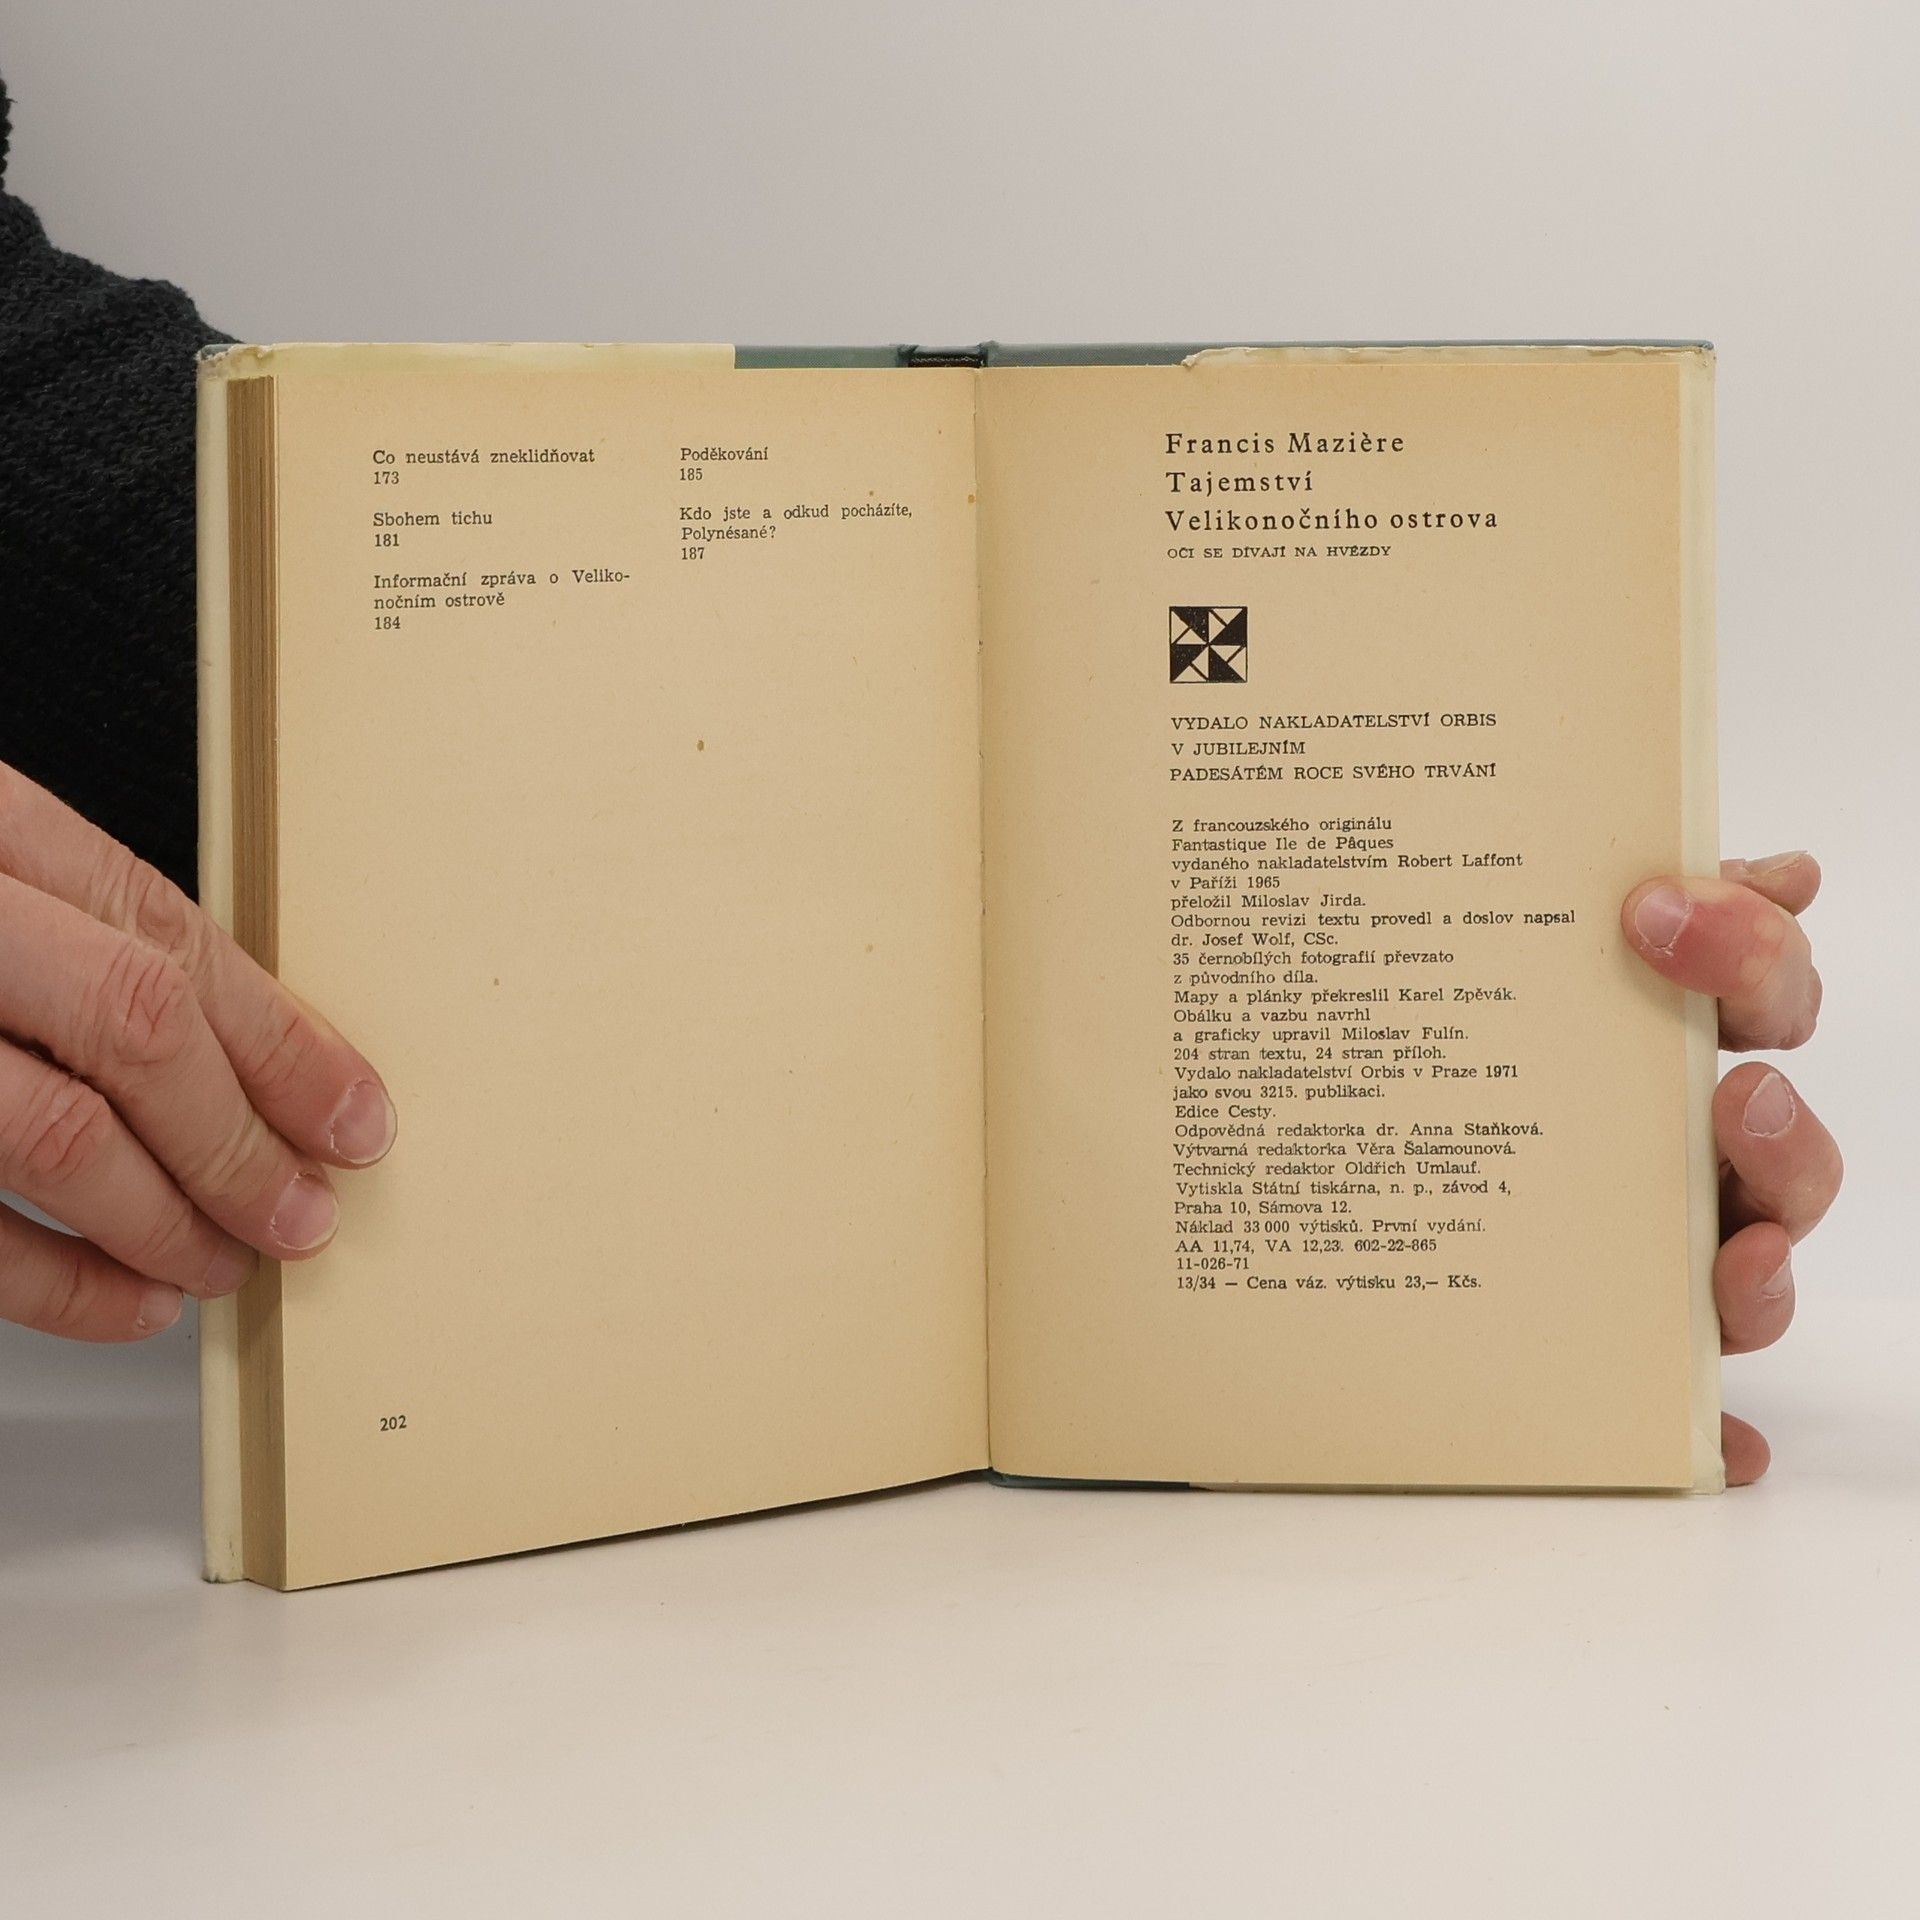 Co neustává zneklidňovat
173
Sbohem tichu
181
Informační zpráva o Veliko-
nočním ostrově
184
Poděkování
185
Kdo jste a odkud pocházíte,
Polynésané?
187
202
Francis Mazière
Tajemství
Velikonočního ostrova
OČI SE DÍVAJÍ NA HVĚZDY
VYDALO NAKLADATELSTVÍ ORBIS
V JUBILEJNÍM
PADESÁTÉM ROCE SVÉHO TRVÁNÍ
Z francouzského originálu
Fantastique Ile de Pâques
vydaného nakladatelstvím Robert Laffont
v Paříži 1965
přeložil Miloslav Jirda.
Odbornou revizi textu provedl a doslov napsal
dr. Josef Wolf, CSc.
35 černobílých fotografií převzato
z původního díla.
Mapy a plánky překreslil Karel Zpěvák.
Obálku a vazbu navrhl
a graficky upravil Miloslav Fulín.
204 stran textu, 24 stran příloh.
Vydalo nakladatelství Orbis v Praze 1971
jako svou 3215. publikaci.
Edice Cesty.
Odpovědná redaktorka dr. Anna Staňková.
Výtvarná redaktorka Věra Šalamounová.
Technický redaktor Oldřich Umlauf.
Vytiskla Státní tiskárna, n. p., závod 4,
Praha 10, Sámova 12.
Náklad 33 000 výtisků. První vydání.
AA 11,74, VA 12,23. 602-22-865
11-026-71
13/34 — Cena váz. výtisku 23,— Kčs.